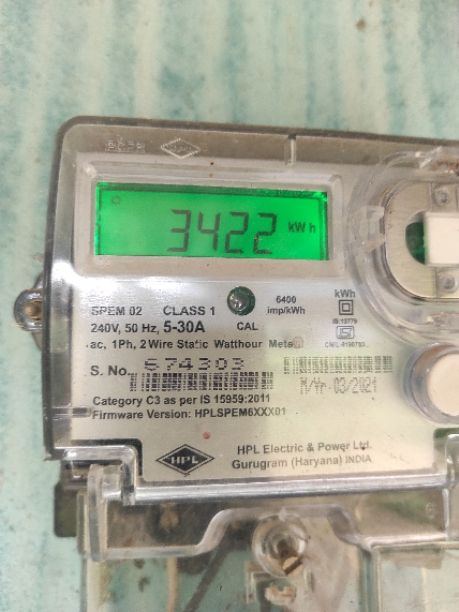 HPL
3422 kWh
SPEM 02 CLASS 1
6400 imp/kWh
kWh
240V, 50 Hz, 5-30A
CAL
IS:13779
ac, 1Ph, 2 Wire Static Watthour Meter
S. No. 674303
M/Yr-03/2021
Category C3 as per IS 15959:2011
Firmware Version: HPLSPEM6XXX01
HPL
HPL Electric & Power Ltd.
Gurugram (Haryana) INDIA